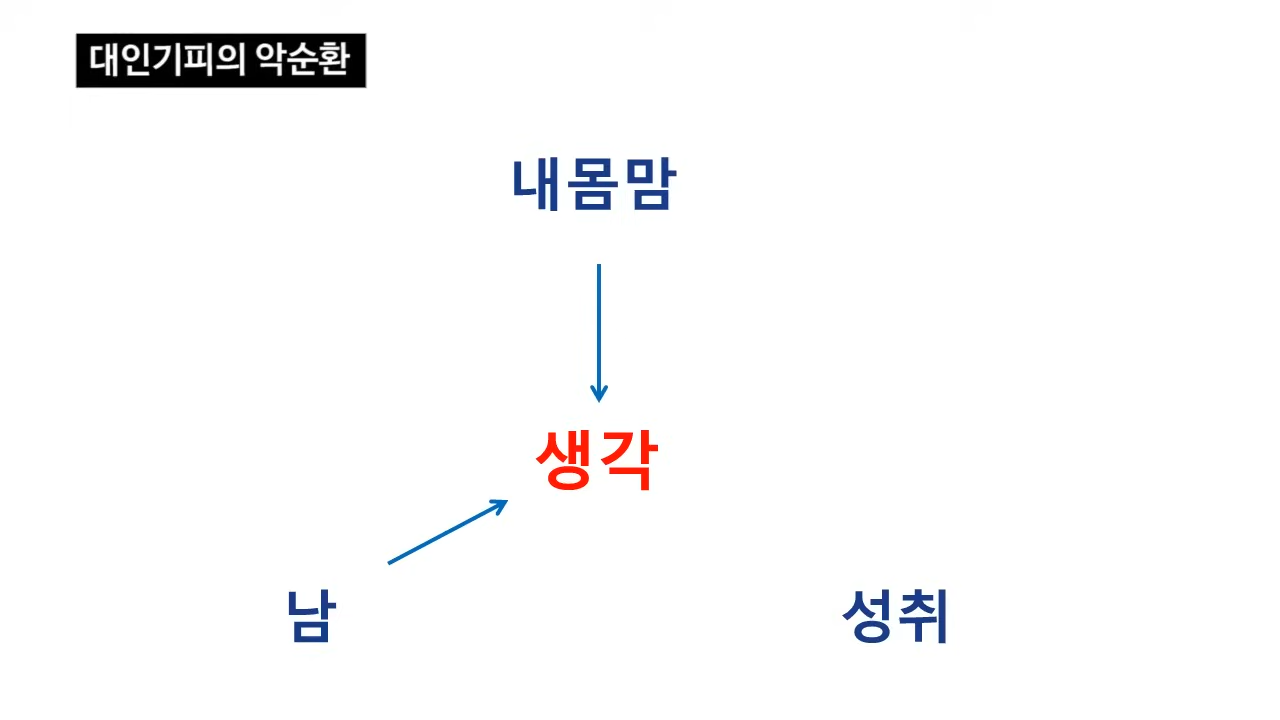 대인기피의 악순환
내몸맘
생각
남
성취